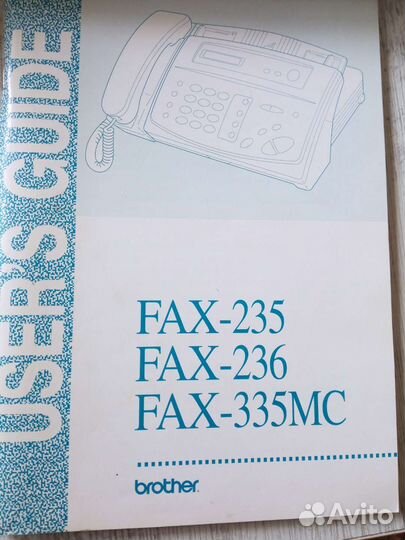 USER'S GUIDE
FAX-235
FAX-236
FAX-335MC
brother
Avito